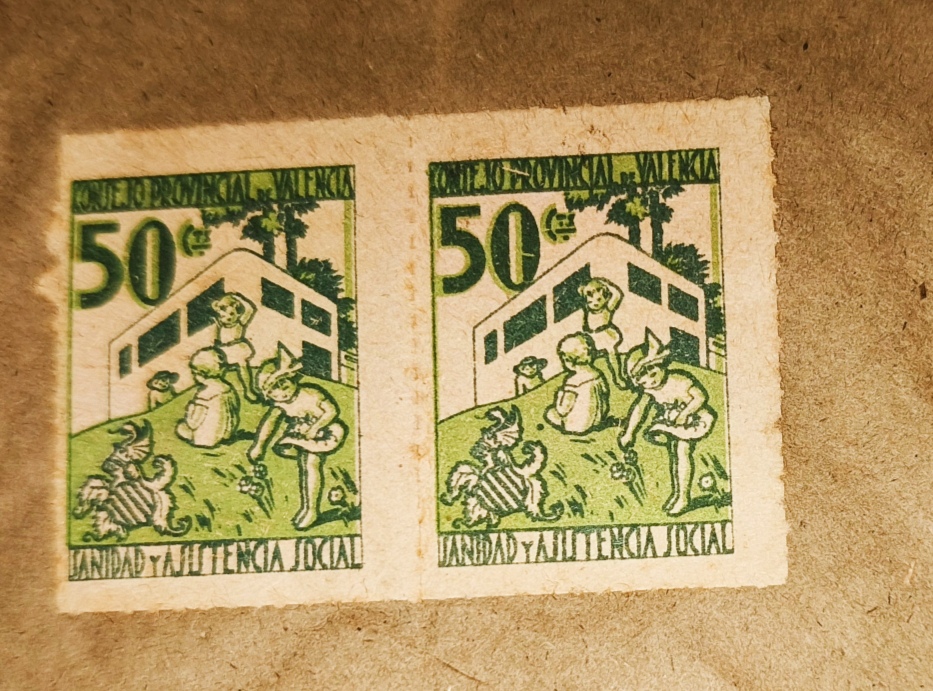 CONSEJO PROVINCIAL DE VALENCIA
50 Cts
SANIDAD Y ASISTENCIA SOCIAL
CONSEJO PROVINCIAL DE VALENCIA
50 Cts
SANIDAD Y ASISTENCIA SOCIAL